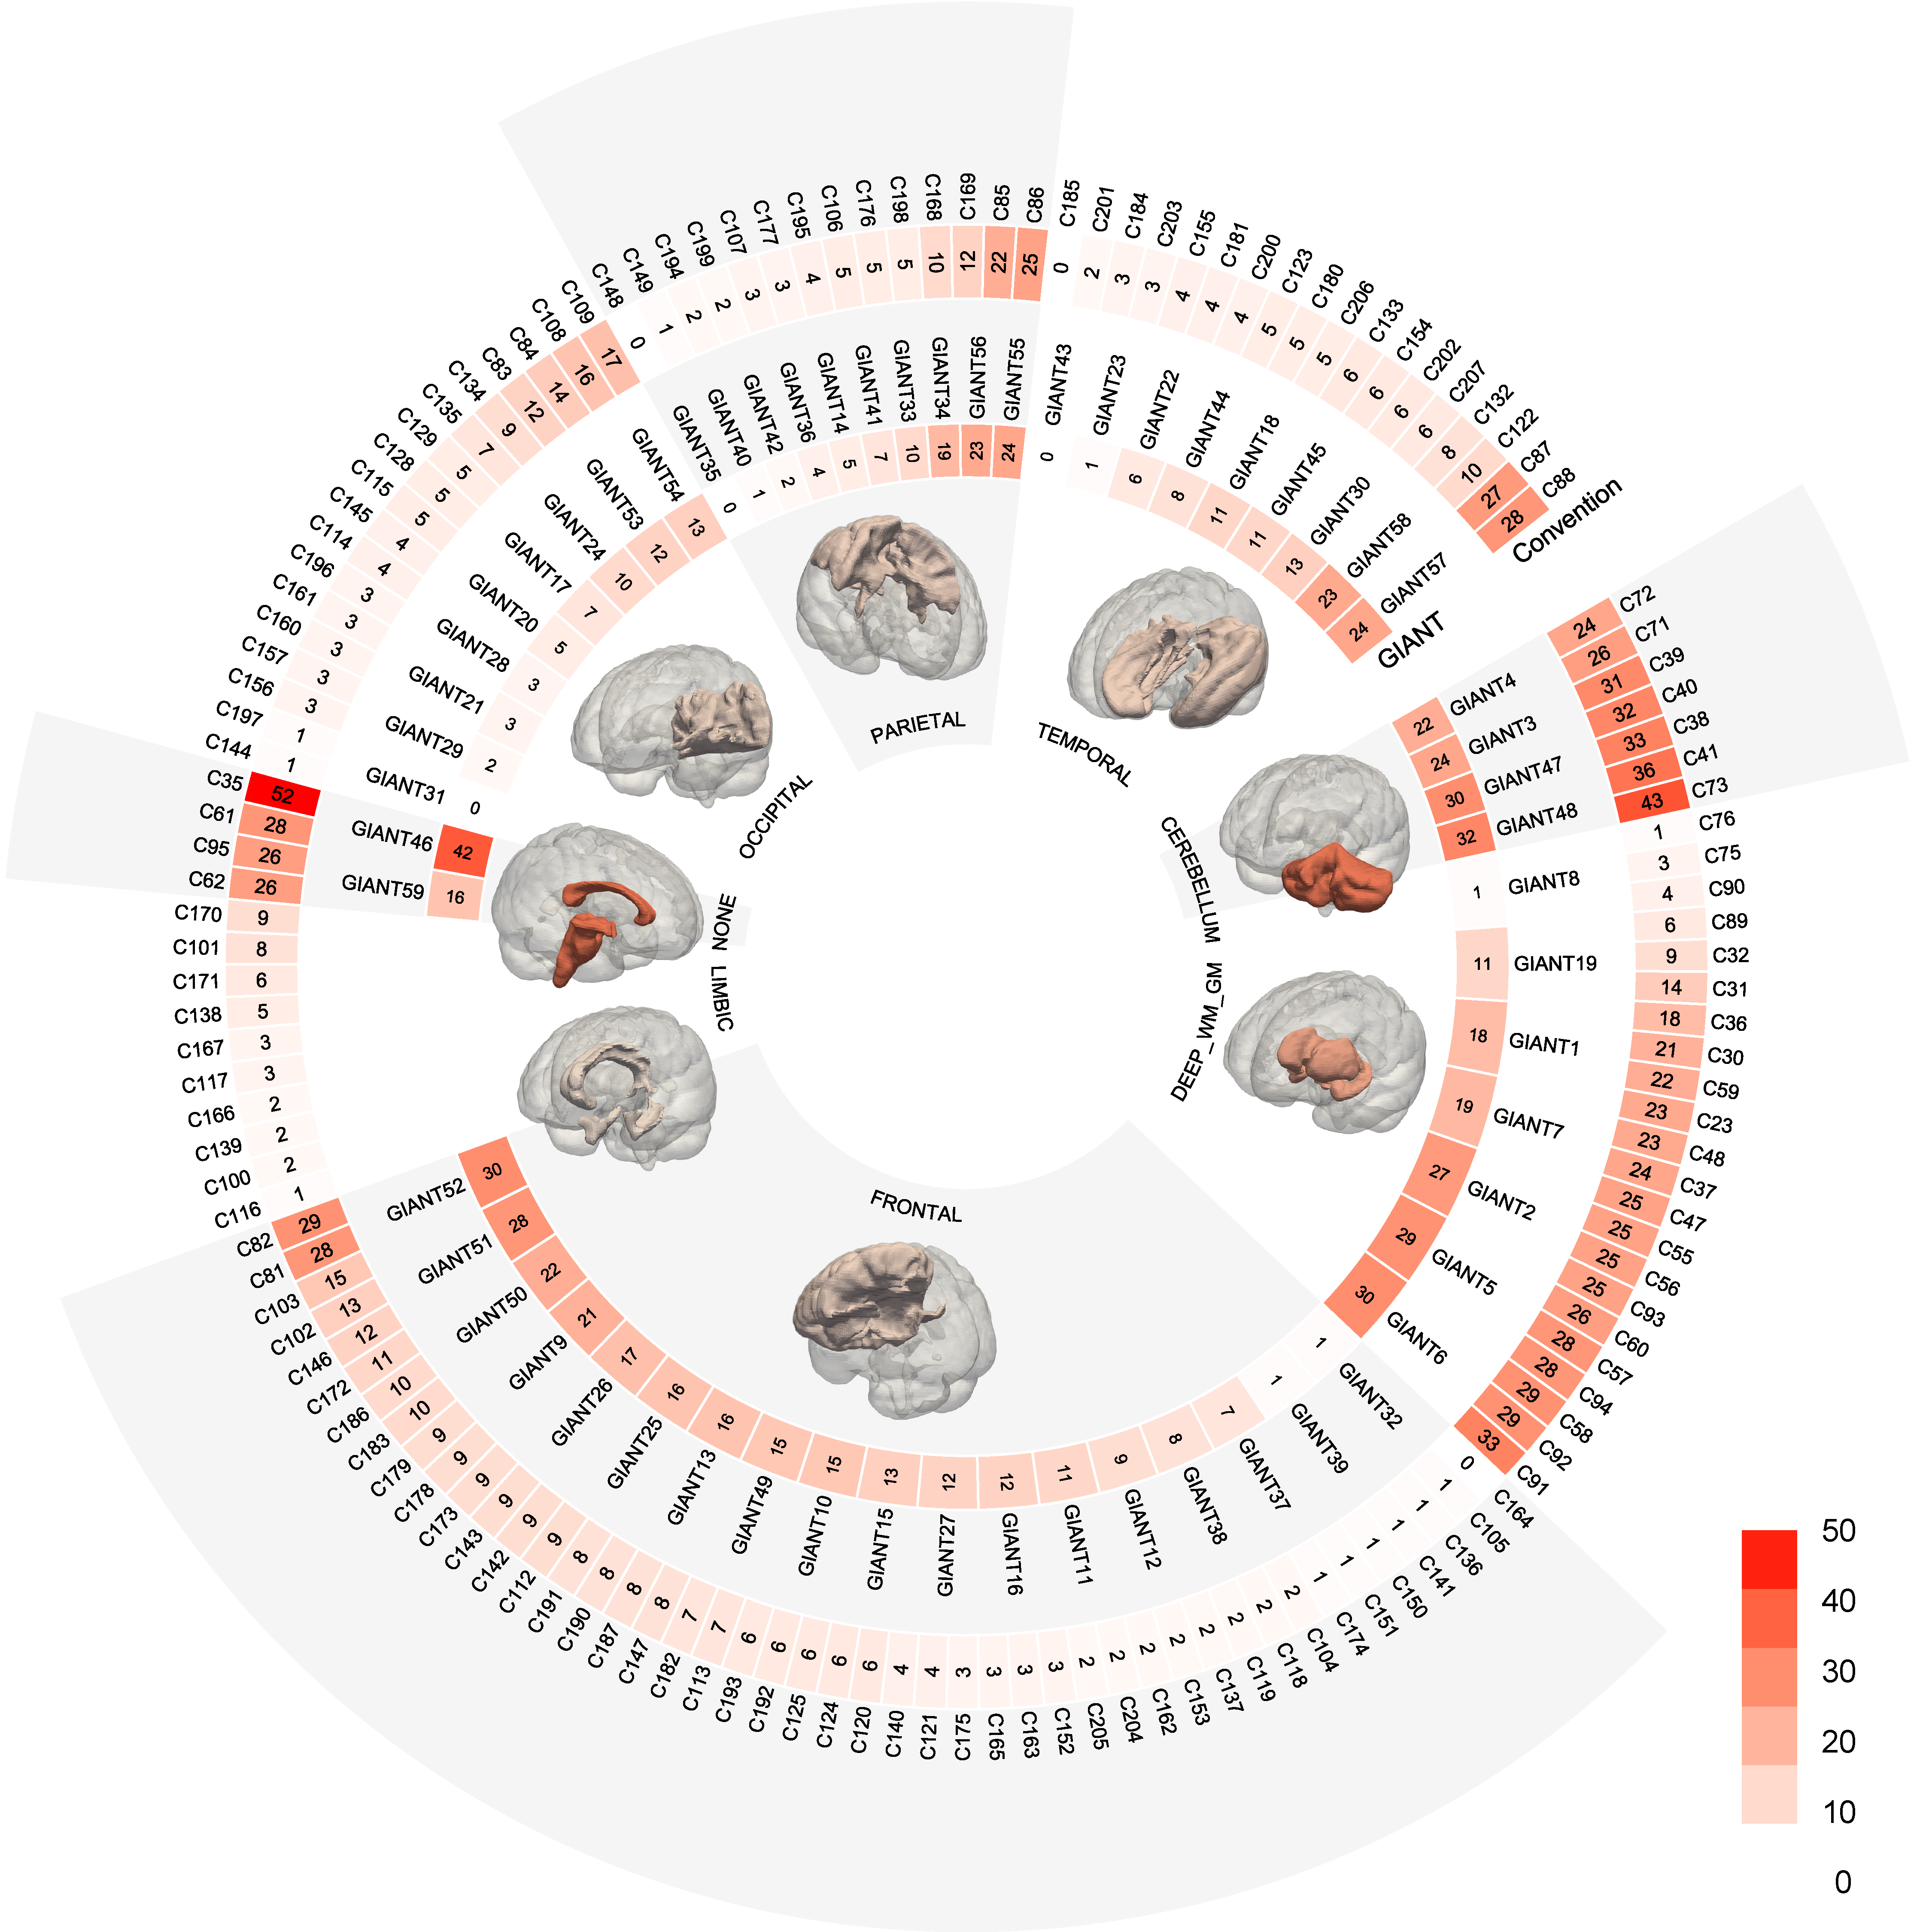 C148 0
C149 1
C194 2
C199 2
C107 3
C177 3
C195 4
C106 5
C176 5
C198 5
C168 10
C169 12
C85 22
C86 25
C185 0
C201 2
C184 3
C203 3
C155 4
C181 4
C200 4
C123 5
C180 5
C206 5
C133 6
C154 6
C202 6
C207 6
C132 8
C122 10
C87 27
C88 28
Convention
C72 24
C71 26
C39 31
C40 32
C38 33
C41 36
C73 43
C76 1
C75 3
C90 4
C89 6
C32 9
C31 14
C36 18
C30 21
C59 22
C23 23
C48 23
C37 24
C47 25
C55 25
C56 25
C93 25
C60 26
C57 28
C94 28
C58 29
C92 29
C91 33
C164 0
C105 1
C136 1
C141 1
C150 1
C151 1
C174 1
C104 2
C118 2
C119 2
C137 2
C153 2
C162 2
C204 2
C205 2
C152 3
C163 3
C165 3
C175 3
C121 4
C140 4
C120 6
C124 6
C125 6
C192 6
C193 6
C113 7
C182 7
C147 8
C187 8
C190 8
C191 8
C112 9
C142 9
C143 9
C173 9
C178 9
C179 9
C183 10
C186 10
C172 11
C146 12
C102 13
C103 15
C81 28
C82 29
C116 1
C100 2
C139 2
C166 2
C117 3
C167 3
C138 5
C171 6
C101 8
C170 9
C62 26
C95 26
C61 28
C35 52
C144 1
C197 1
C156 3
C157 3
C160 3
C161 3
C196 3
C114 4
C145 4
C115 5
C128 5
C129 5
C135 7
C134 9
C83 12
C84 14
C108 16
C109 17
GIANT35 0
GIANT40 1
GIANT42 2
GIANT36 4
GIANT14 5
GIANT41 7
GIANT33 10
GIANT34 19
GIANT56 23
GIANT55 24
GIANT43 0
GIANT23 1
GIANT22 6
GIANT44 8
GIANT18 11
GIANT45 11
GIANT30 13
GIANT58 23
GIANT57 24
GIANT
GIANT4 22
GIANT3 24
GIANT47 30
GIANT48 32
GIANT8 1
GIANT19 11
GIANT1 18
GIANT7 19
GIANT2 27
GIANT5 29
GIANT6 30
GIANT32 1
GIANT39 1
GIANT37 7
GIANT38 8
GIANT12 9
GIANT11 11
GIANT16 12
GIANT27 12
GIANT15 13
GIANT10 15
GIANT49 15
GIANT13 16
GIANT25 16
GIANT26 17
GIANT9 21
GIANT50 22
GIANT51 28
GIANT52 30
GIANT59 16
GIANT46 42
GIANT31 0
GIANT29 2
GIANT21 3
GIANT28 3
GIANT20 5
GIANT17 7
GIANT24 10
GIANT53 12
GIANT54 13
PARIETAL
TEMPORAL
CEREBELLUM
DEEP_WM_GM
FRONTAL
LIMBIC
NONE
OCCIPITAL
50
40
30
20
10
0